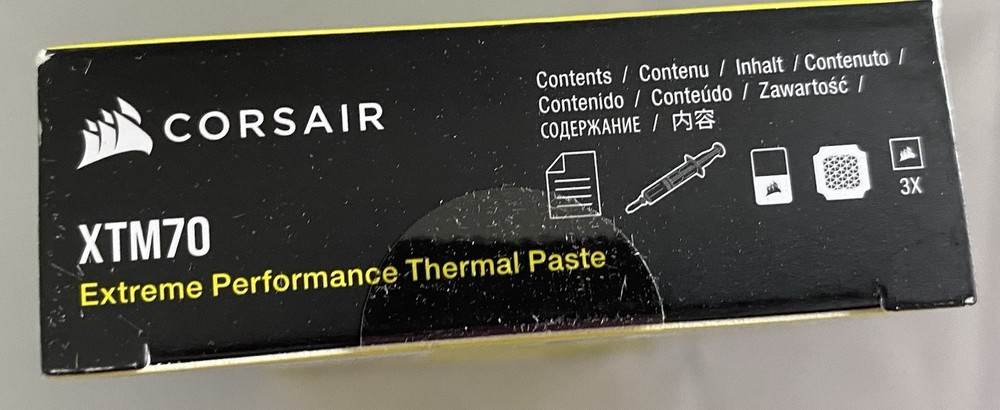 CORSAIR
XTM70
Extreme Performance Thermal Paste
Contents / Contenu / Inhalt / Contenuto /
Contenido / Conteúdo / Zawartość /
СОДЕРЖАНИЕ / 内容
3X